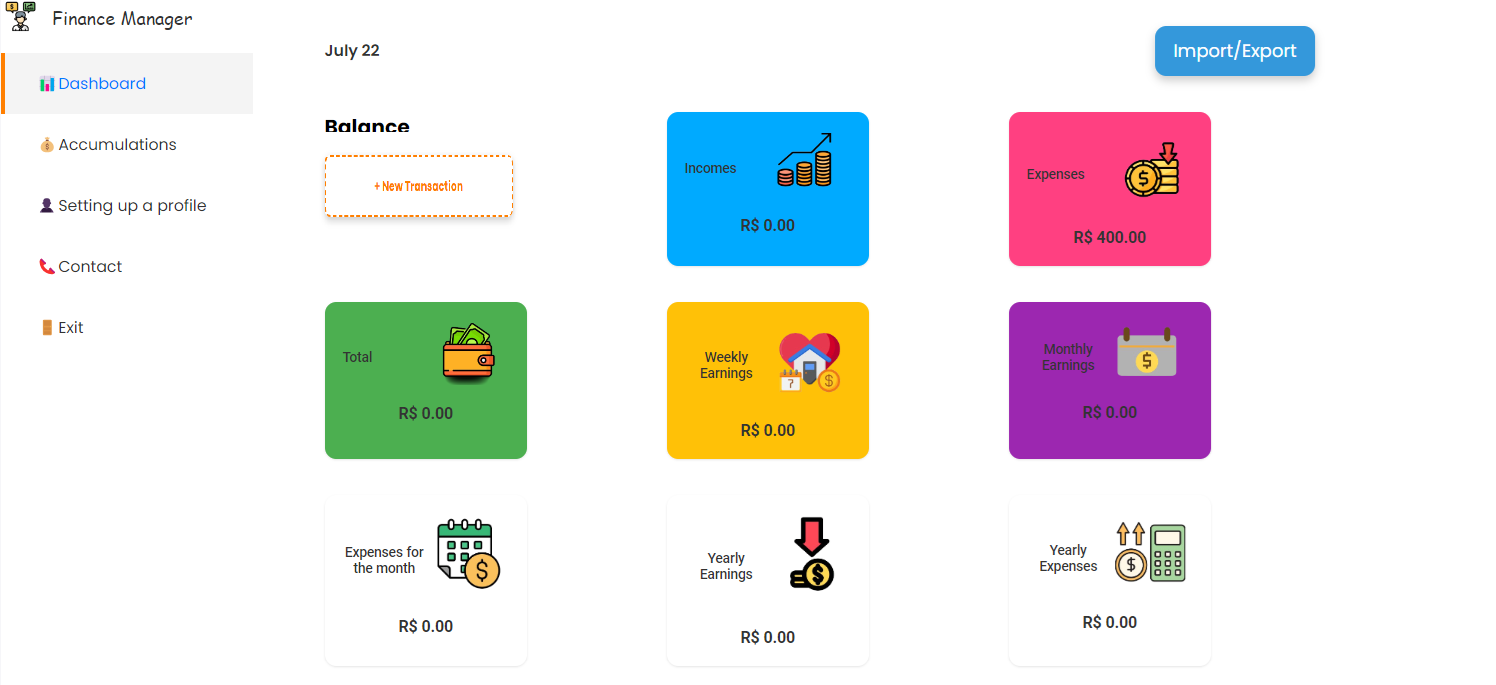 Finance Manager
Dashboard
Accumulations
Setting up a profile
Contact
Exit
July 22
Import/Export
Balance
+ New Transaction
Incomes
R$ 0.00
Expenses
R$ 400.00
Total
R$ 0.00
Weekly
Earnings
7
R$ 0.00
Monthly
Earnings
R$ 0.00
Expenses for
the month
R$ 0.00
Yearly
Earnings
R$ 0.00
Yearly
Expenses
R$ 0.00